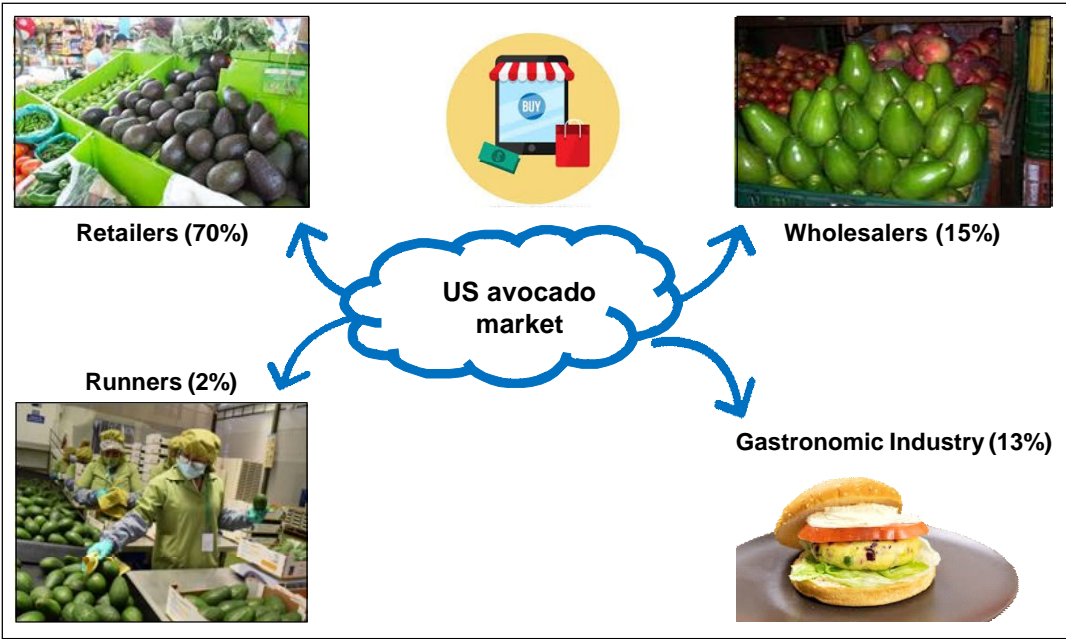 BUY
Retailers (70%)
Wholesalers (15%)
US avocado
market
Runners (2%)
Gastronomic Industry (13%)